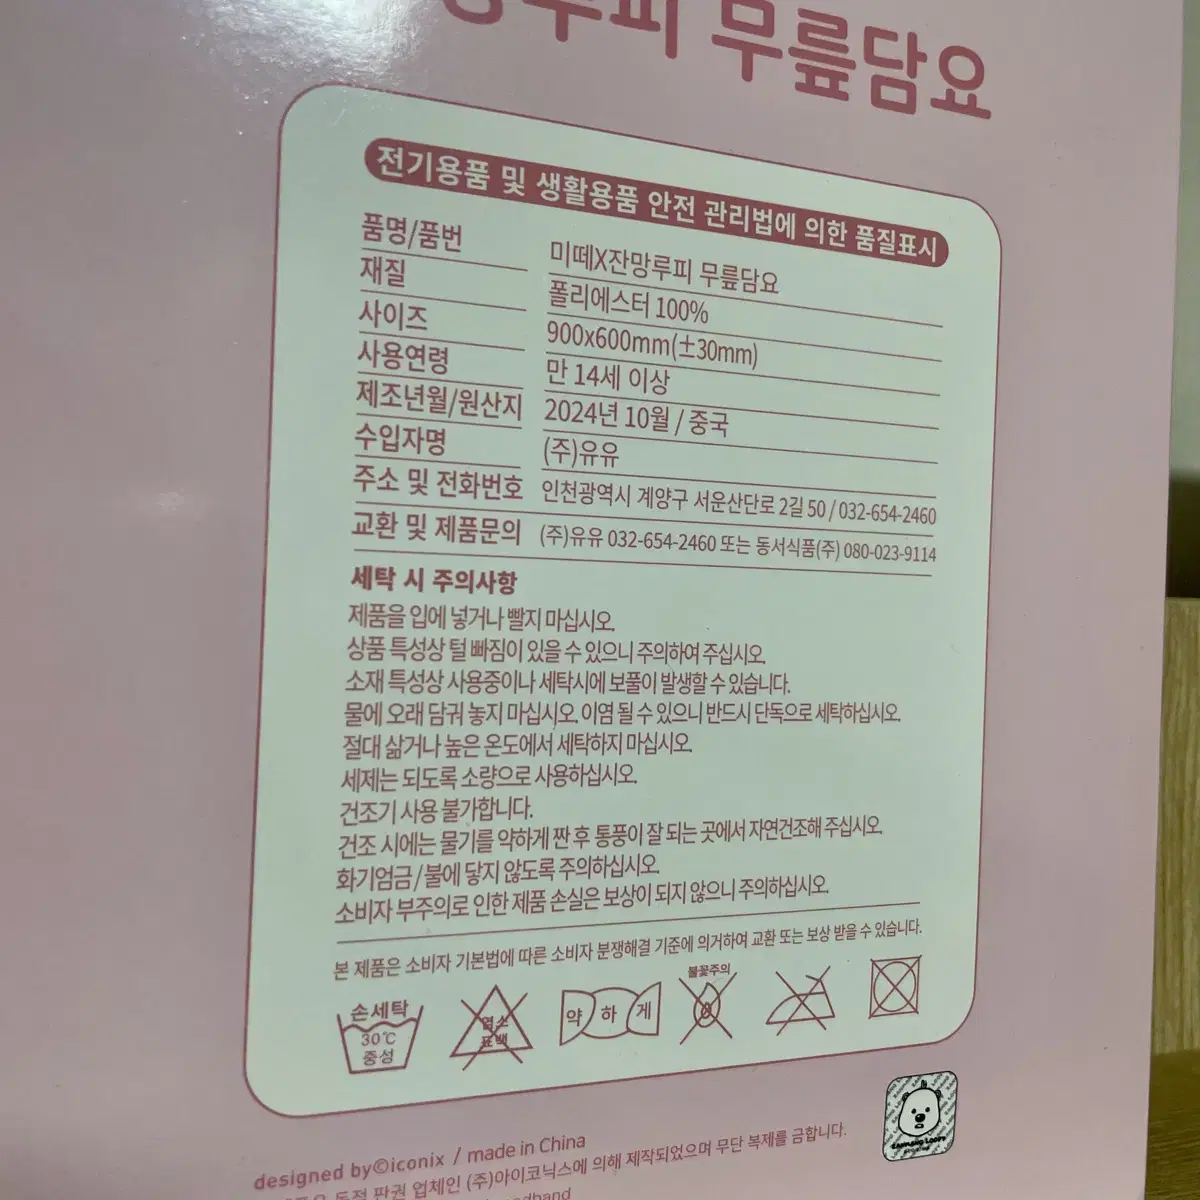 루피 무릎담요
전기용품 및 생활용품 안전 관리법에 의한 품질표시
품명/품번 미떼X잔망루피 무릎담요
재질 폴리에스터 100%
사이즈 900x600mm(±30mm)
사용연령 만 14세 이상
제조년월/원산지 2024년 10월 / 중국
수입자명 (주)유유
주소 및 전화번호 인천광역시 계양구 서운산단로 2길 50 / 032-654-2460
교환 및 제품문의 (주)유유 032-654-2460 또는 동서식품(주) 080-023-9114
세탁 시 주의사항
제품을 입에 넣거나 빨지 마십시오.
상품 특성상 털 빠짐이 있을 수 있으니 주의하여 주십시오.
소재 특성상 사용중이나 세탁시에 보풀이 발생할 수 있습니다.
물에 오래 담궈 놓지 마십시오. 이염 될 수 있으니 반드시 단독으로 세탁하십시오.
절대 삶거나 높은 온도에서 세탁하지 마십시오.
세제는 되도록 소량으로 사용하십시오.
건조기 사용 불가합니다.
건조 시에는 물기를 약하게 짠 후 통풍이 잘 되는 곳에서 자연건조해 주십시오.
화기엄금 / 불에 닿지 않도록 주의하십시오.
소비자 부주의로 인한 제품 손실은 보상이 되지 않으니 주의하십시오.
본 제품은 소비자 기본법에 따른 소비자 분쟁해결 기준에 의거하여 교환 또는 보상 받을 수 있습니다.
손세탁
30℃
중성
염소
표백
약 하 게
불꽃주의
ZANMANG LOOPY
designed by©iconix / made in China
판권 업체인 (주)아이코닉스에 의해 제작되었으며 무단 복제를 금합니다.